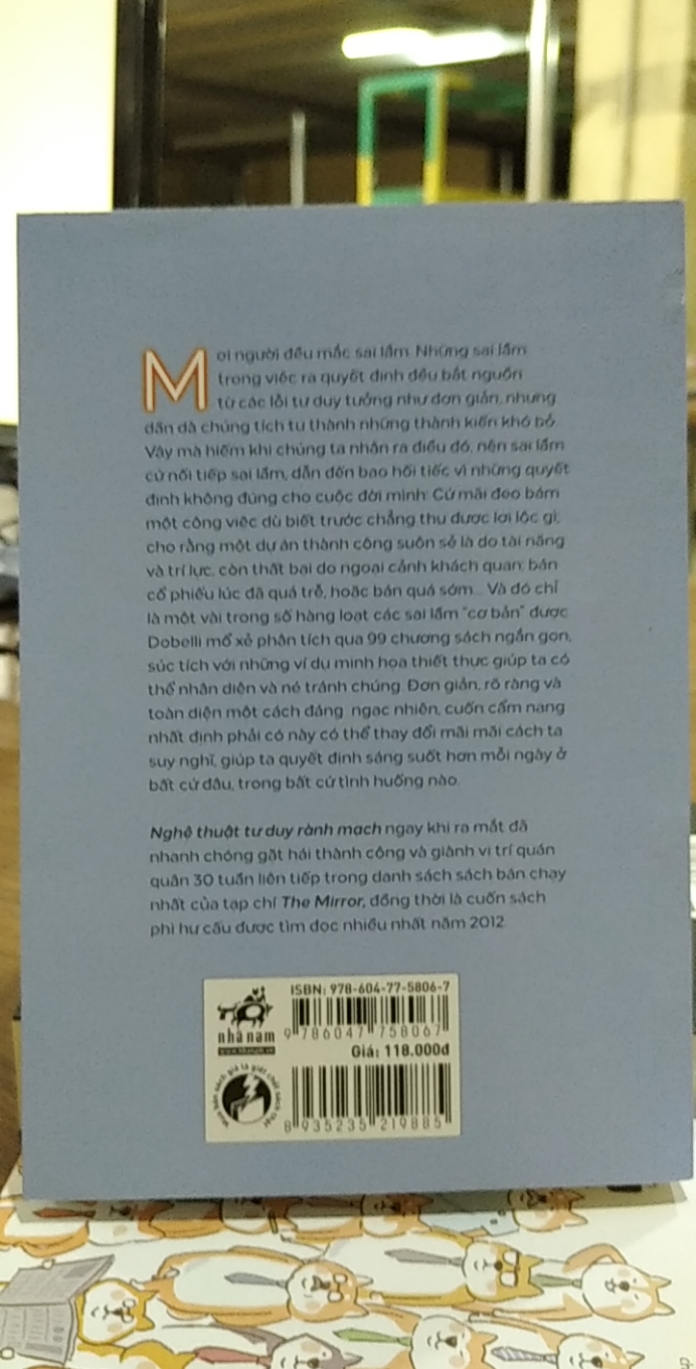 Mọi người đều mắc sai lầm. Những sai lầm
trong việc ra quyết định đều bắt nguồn
từ các lỗi tư duy tưởng như đơn giản, nhưng
dần dà chúng tích tụ thành những thành kiến khó bỏ.
Vậy mà hiếm khi chúng ta nhận ra điều đó, nên sai lầm
cứ nối tiếp sai lầm, dẫn đến bao hối tiếc vì những quyết
định không đúng cho cuộc đời mình: Cứ mãi đeo bám
một công việc dù biết trước chẳng thu được lợi lộc gì;
cho rằng một dự án thành công suôn sẻ là do tài năng
và trí lực, còn thất bại do ngoại cảnh khách quan; bán
cổ phiếu lúc đã quá trễ, hoặc bán quá sớm... Và đó chỉ
là một vài trong số hàng loạt các sai lầm "cơ bản" được
Dobelli mổ xẻ phân tích qua 99 chương sách ngắn gọn,
súc tích với những ví dụ minh họa thiết thực giúp ta có
thể nhận diện và né tránh chúng. Đơn giản, rõ ràng và
toàn diện một cách đáng ngạc nhiên, cuốn cẩm nang
nhất định phải có này có thể thay đổi mãi mãi cách ta
suy nghĩ, giúp ta quyết định sáng suốt hơn mỗi ngày ở
bất cứ đâu, trong bất cứ tình huống nào.
Nghệ thuật tư duy rành mạch ngay khi ra mắt đã
nhanh chóng gặt hái thành công và giành vị trí quán
quân 30 tuần liên tiếp trong danh sách sách bán chạy
nhất của tạp chí The Mirror, đồng thời là cuốn sách
phi hư cấu được tìm đọc nhiều nhất năm 2012.
ISBN: 978-604-77-5806-7
9 786047 758067
nhã nam
Giá: 118.000đ
8 935235 219885